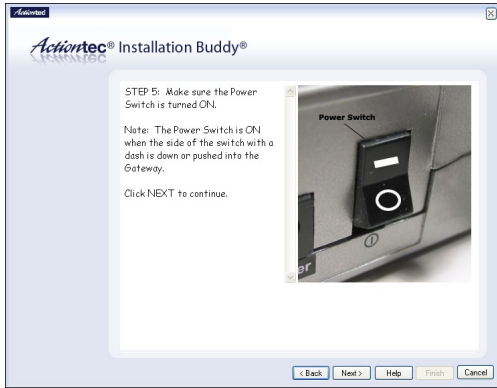 Actiontec
Actiontec® Installation Buddy®
STEP 5: Make sure the Power
Switch is turned ON.
Note: The Power Switch is ON
when the side of the switch with a
dash is down or pushed into the
Gateway.
Click NEXT to continue.
Power Switch
er
< Back
Next >
Help
Finish
Cancel